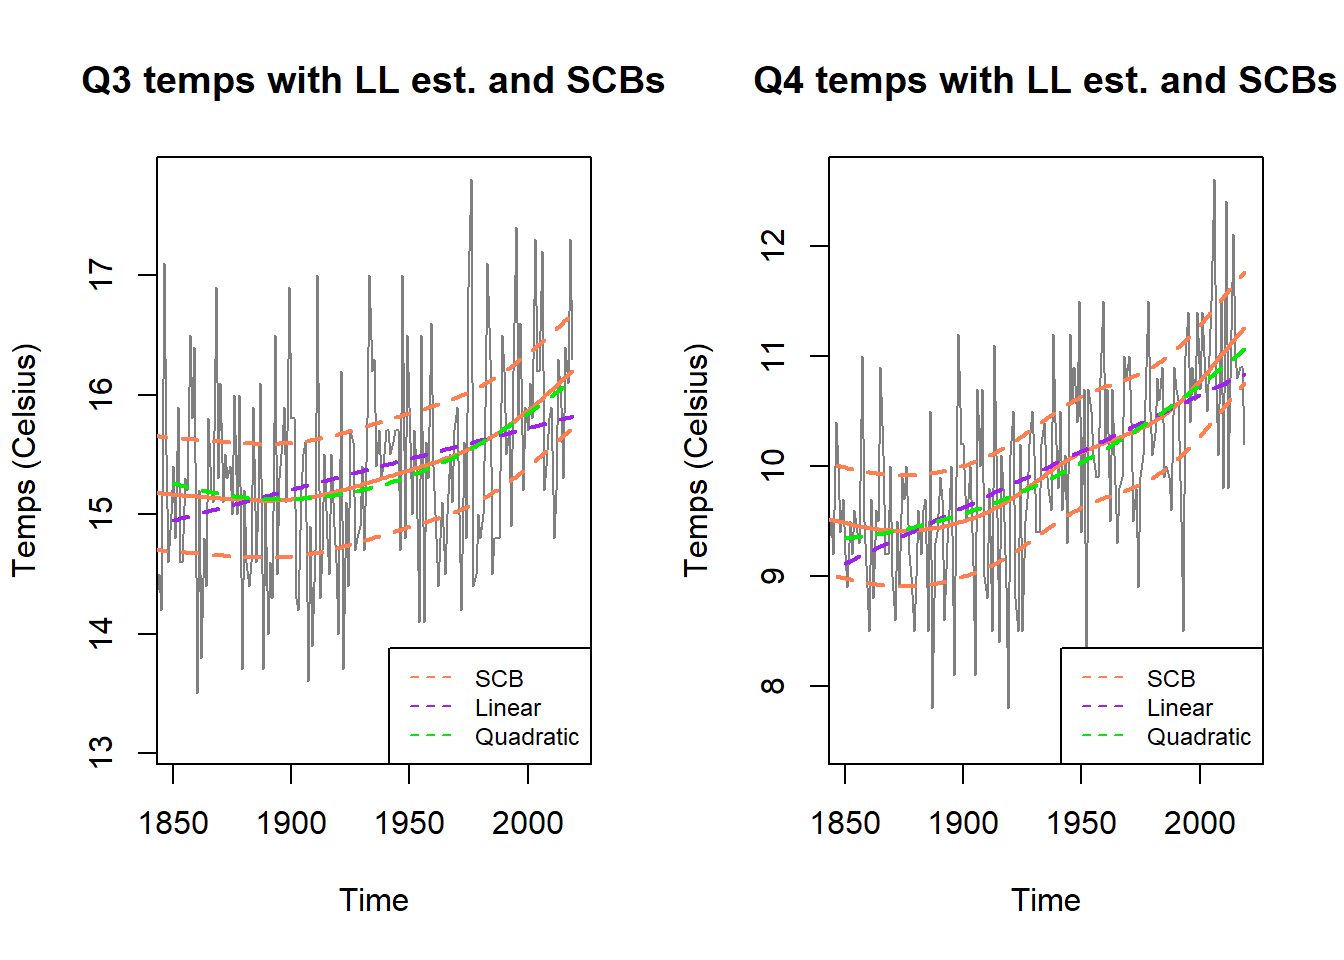 Q3 temps with LL est. and SCBs
Temps (Celsius)
17
16
15
14
13
1850 1900 1950 2000
Time
SCB
Linear
Quadratic
Q4 temps with LL est. and SCBs
Temps (Celsius)
12
11
10
9
8
1850 1900 1950 2000
Time
SCB
Linear
Quadratic